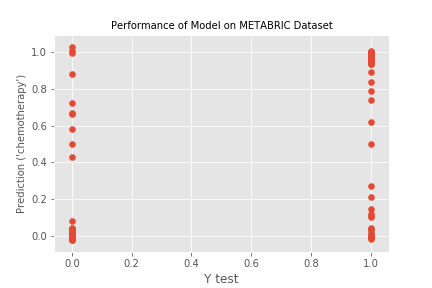 Performance of Model on METABRIC Dataset
Prediction ('chemotherapy')
1.0
0.8
0.6
0.4
0.2
0.0
0.0 0.2 0.4 0.6 0.8 1.0
Y test